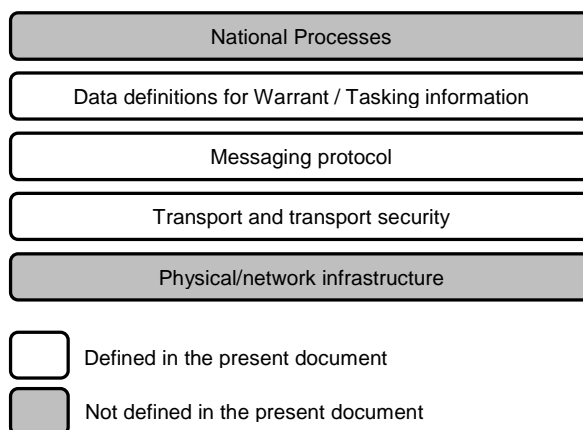 National Processes
Data definitions for Warrant / Tasking information
Messaging protocol
Transport and transport security
Physical/network infrastructure
Defined in the present document
Not defined in the present document